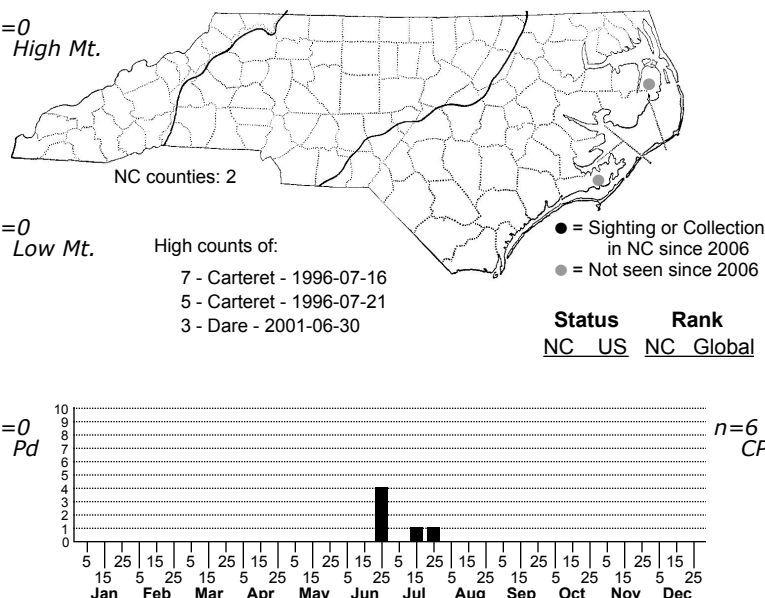 =0
High Mt.
NC counties: 2
=0
Low Mt.
High counts of:
7 - Carteret - 1996-07-16
5 - Carteret - 1996-07-21
3 - Dare - 2001-06-30
● = Sighting or Collection
in NC since 2006
● = Not seen since 2006
Status Rank
NC US NC Global
=0
Pd
n=6
CP
10
9
8
7
6
5
4
3
2
1
0
5 25 15 5 25 15 5 25 15 5 25 15 5 25 15 5 25 15
15 5 25 15 5 25 15 5 25 15 5 25 15 5 25 15 5 25
Jan Feb Mar Apr May Jun Jul Aug Sep Oct Nov Dec